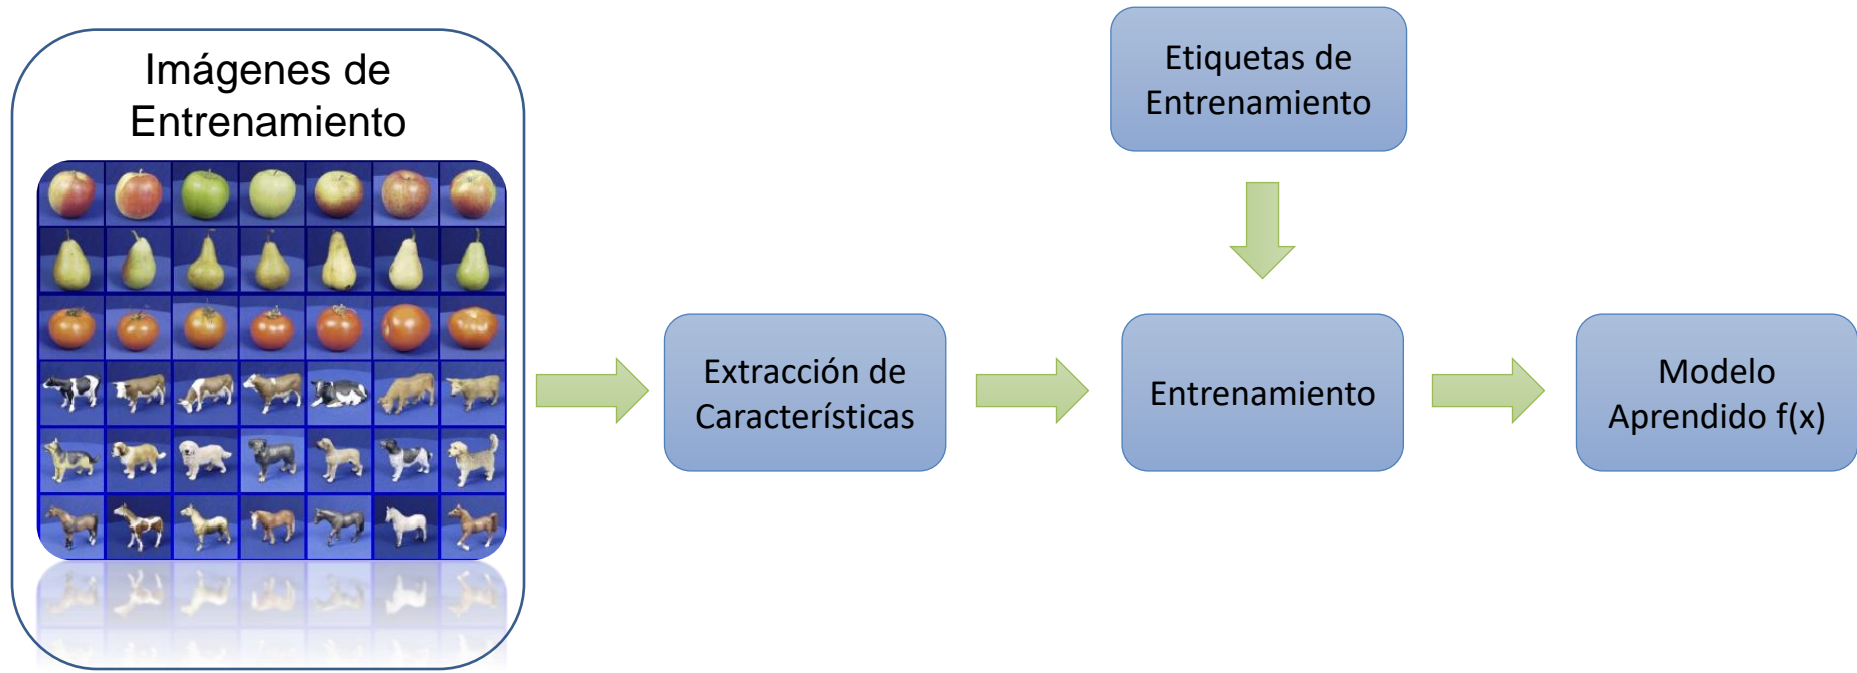 Imágenes de
Entrenamiento
Etiquetas de
Entrenamiento
Extracción de
Características
Entrenamiento
Modelo
Aprendido f(x)